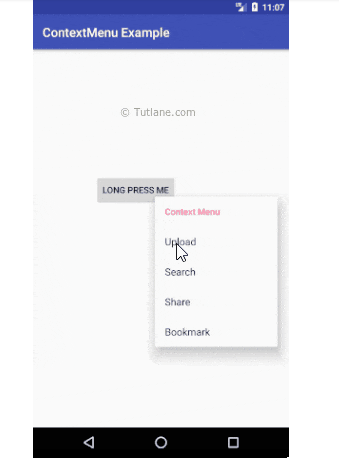 11:07
ContextMenu Example
© Tutlane.com
LONG PRESS ME
Context Menu
Upload
Search
Share
Bookmark